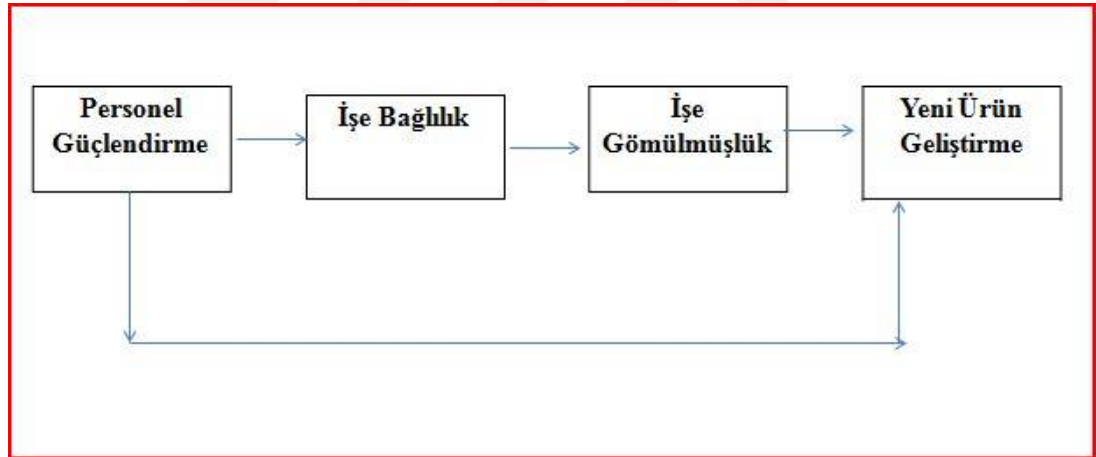 Personel
Güçlendirme
İşe Bağlılık
İşe
Gömülmüşlük
Yeni Ürün
Geliştirme